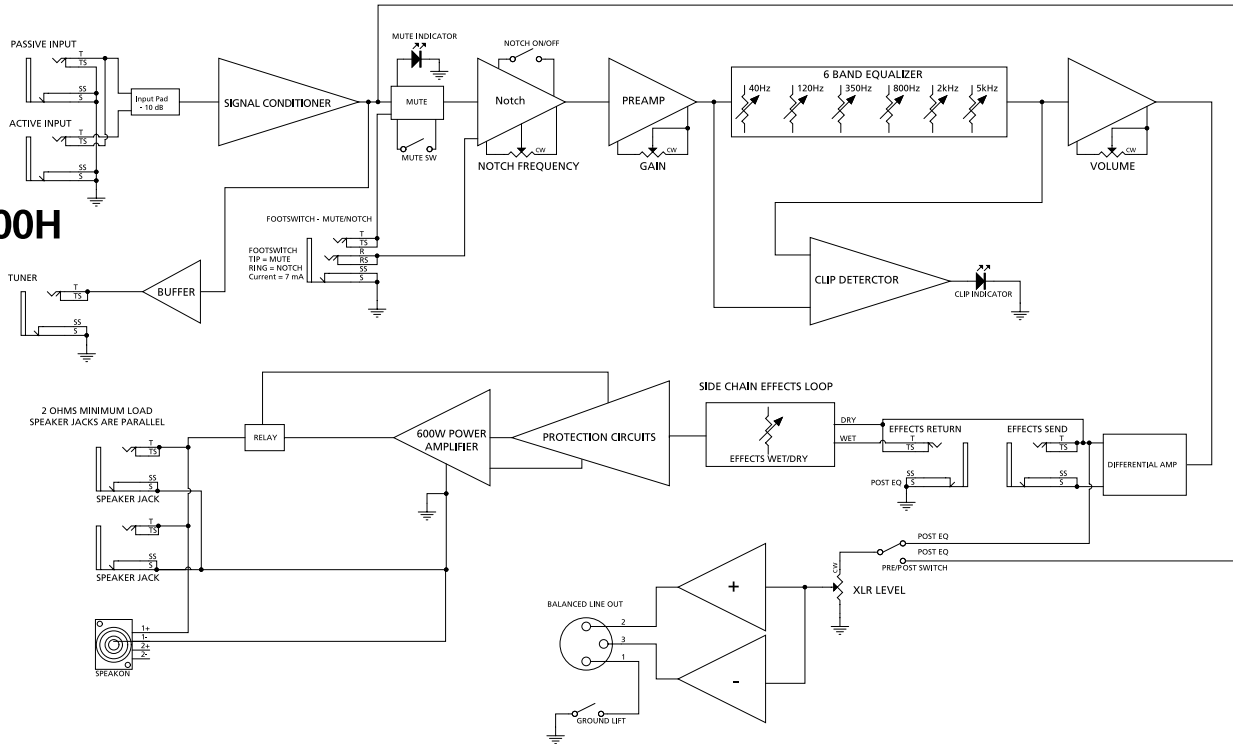 PASSIVE INPUT
T
TS
SS
S
ACTIVE INPUT
T
TS
SS
S
Input Pad
- 10 dB
SIGNAL CONDITIONER
MUTE INDICATOR
MUTE
MUTE SW
NOTCH ON/OFF
Notch
CW
NOTCH FREQUENCY
PREAMP
CW
GAIN
6 BAND EQUALIZER
40Hz
120Hz
350Hz
800Hz
2kHz
5kHz
CW
VOLUME
00H
FOOTSWITCH - MUTE/NOTCH
FOOTSWITCH
TIP = MUTE
RING = NOTCH
Current = 7 mA
T
TS
R
RS
SS
S
TUNER
T
TS
SS
S
BUFFER
CLIP DETERCTOR
CLIP INDICATOR
2 OHMS MINIMUM LOAD
SPEAKER JACKS ARE PARALLEL
T
TS
SS
S
SPEAKER JACK
T
TS
SS
S
SPEAKER JACK
RELAY
600W POWER
AMPLIFIER
PROTECTION CIRCUITS
SIDE CHAIN EFFECTS LOOP
EFFECTS WET/DRY
DRY
WET
EFFECTS RETURN
T
TS
SS
S
POST EQ
EFFECTS SEND
T
TS
SS
S
DIFFERENTIAL AMP
POST EQ
POST EQ
PRE/POST SWITCH
CW
XLR LEVEL
+
-
BALANCED LINE OUT
2
3
1
GROUND LIFT
1+
1-
2+
2-
SPEAKON